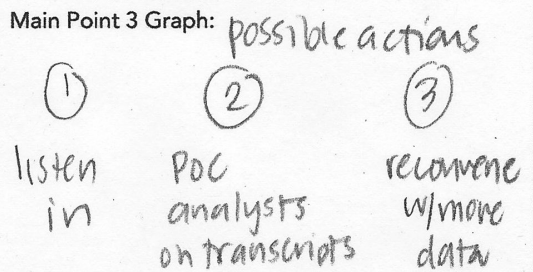 Main Point 3 Graph: possible actions
1 2 3
listen POC reconvene
in analysts w/more
on transcripts data